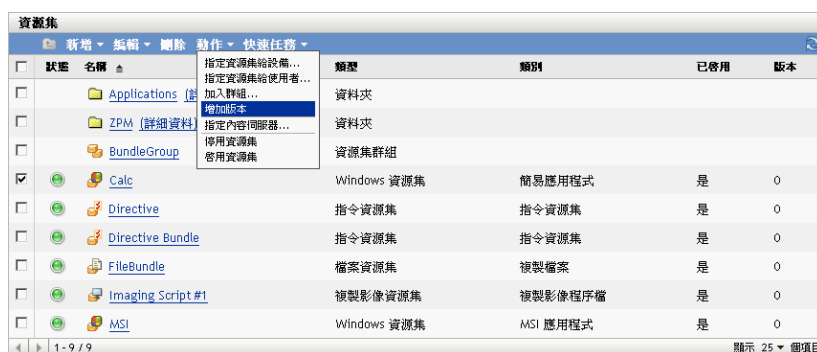 資源集
新增 編輯 刪除 動作 快速任務
狀態 名稱 類型 類別 已啓用 版本
指定資源集給設備...
指定資源集給使用者...
加入群組...
增加版本
指定內容伺服器...
停用資源集
啓用資源集
Applications 資料夾
ZPM (詳細資料) 資料夾
BundleGroup 資源集群組
Calc Windows 資源集 簡易應用程式 是 0
Directive 指令資源集 指令資源集 是 0
Directive Bundle 指令資源集 指令資源集 是 0
FileBundle 檔案資源集 複製檔案 是 0
Imaging Script #1 複製影像資源集 複製影像程序檔 是 0
MSI Windows 資源集 MSI 應用程式 是 0
1 - 9 / 9 顯示 25 個項目